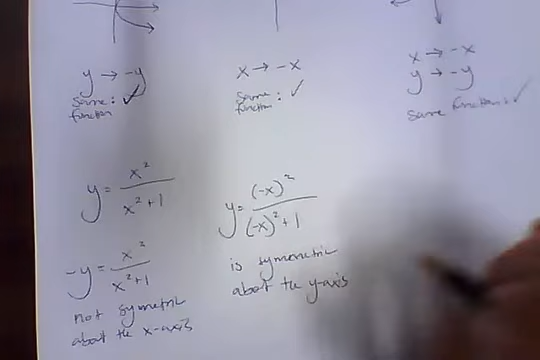 y → -y
Same function: ✓
x → -x
Same function: ✓
x → -x
y → -y
Same function: ✓
y = x² / x² + 1
-y = x² / x² + 1
not symmetric
about the x-axis
y = (-x)² / (-x)² + 1
is symmetric
about the y-axis